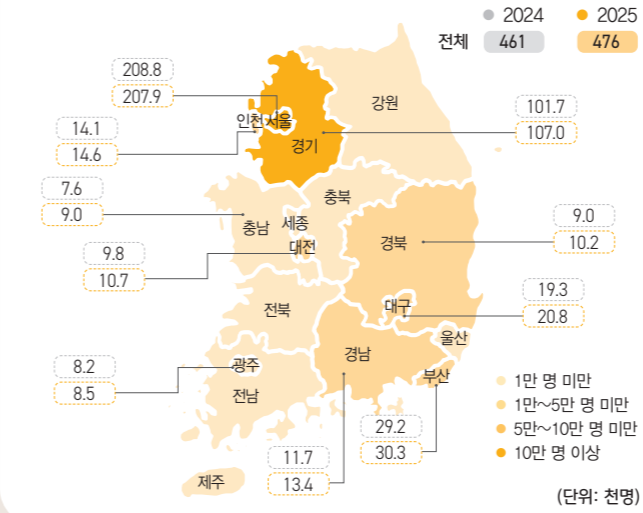 2024 2025
전체 461 476
208.8
207.9
강원
101.7
107.0
인천 서울
경기
14.1
14.6
7.6
9.0
충북
충남
세종
대전
경북
9.0
10.2
9.8
10.7
19.3
20.8
전북
대구
울산
경남
부산
8.2
8.5
광주
전남
29.2
30.3
11.7
13.4
제주
1만 명 미만
1만~5만 명 미만
5만~10만 명 미만
10만 명 이상
(단위: 천명)